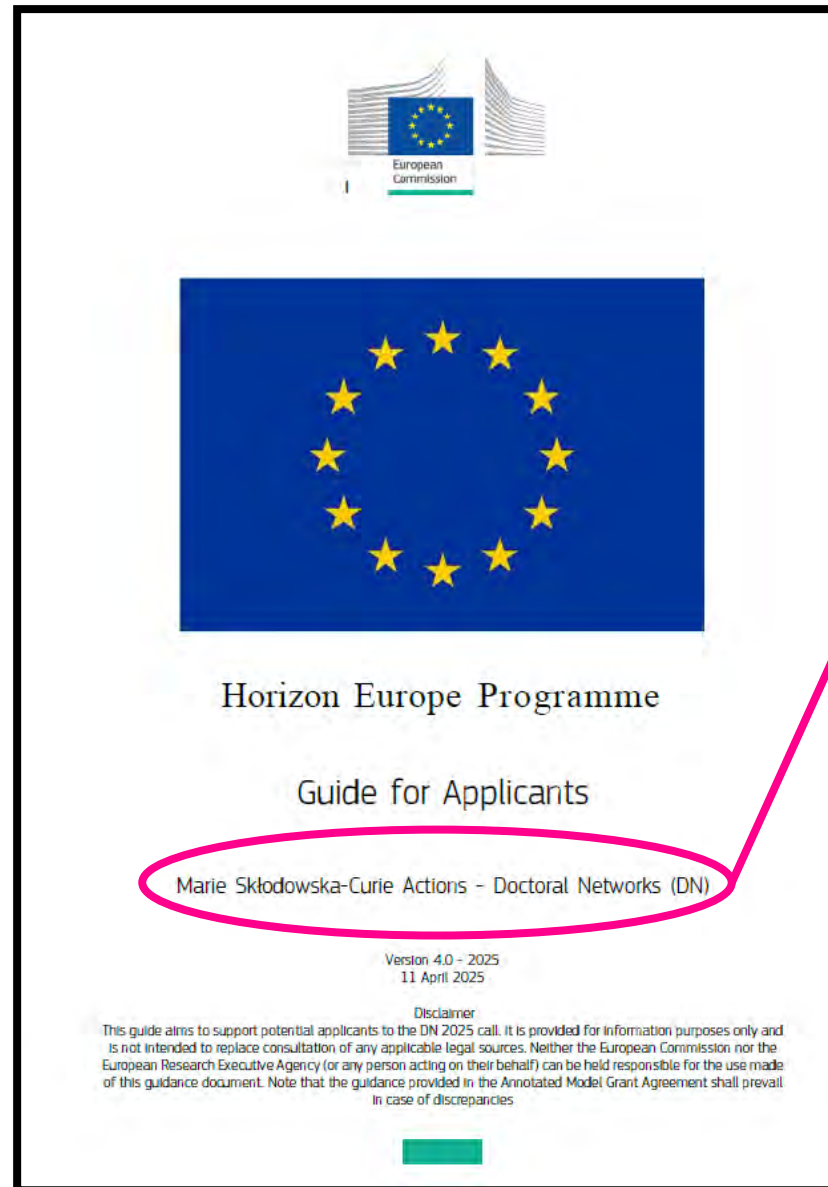 European
Commission
Horizon Europe Programme
Guide for Applicants
Marie Skłodowska-Curie Actions - Doctoral Networks (DN)
Version 4.0 - 2025
11 April 2025
Disclaimer
This guide aims to support potential applicants to the DN 2025 call. It is provided for information purposes only and
is not intended to replace consultation of any applicable legal sources. Neither the European Commission nor the
European Research Executive Agency (or any person acting on their behalf) can be held responsible for the use made
of this guidance document. Note that the guidance provided in the Annotated Model Grant Agreement shall prevail
in case of discrepancies